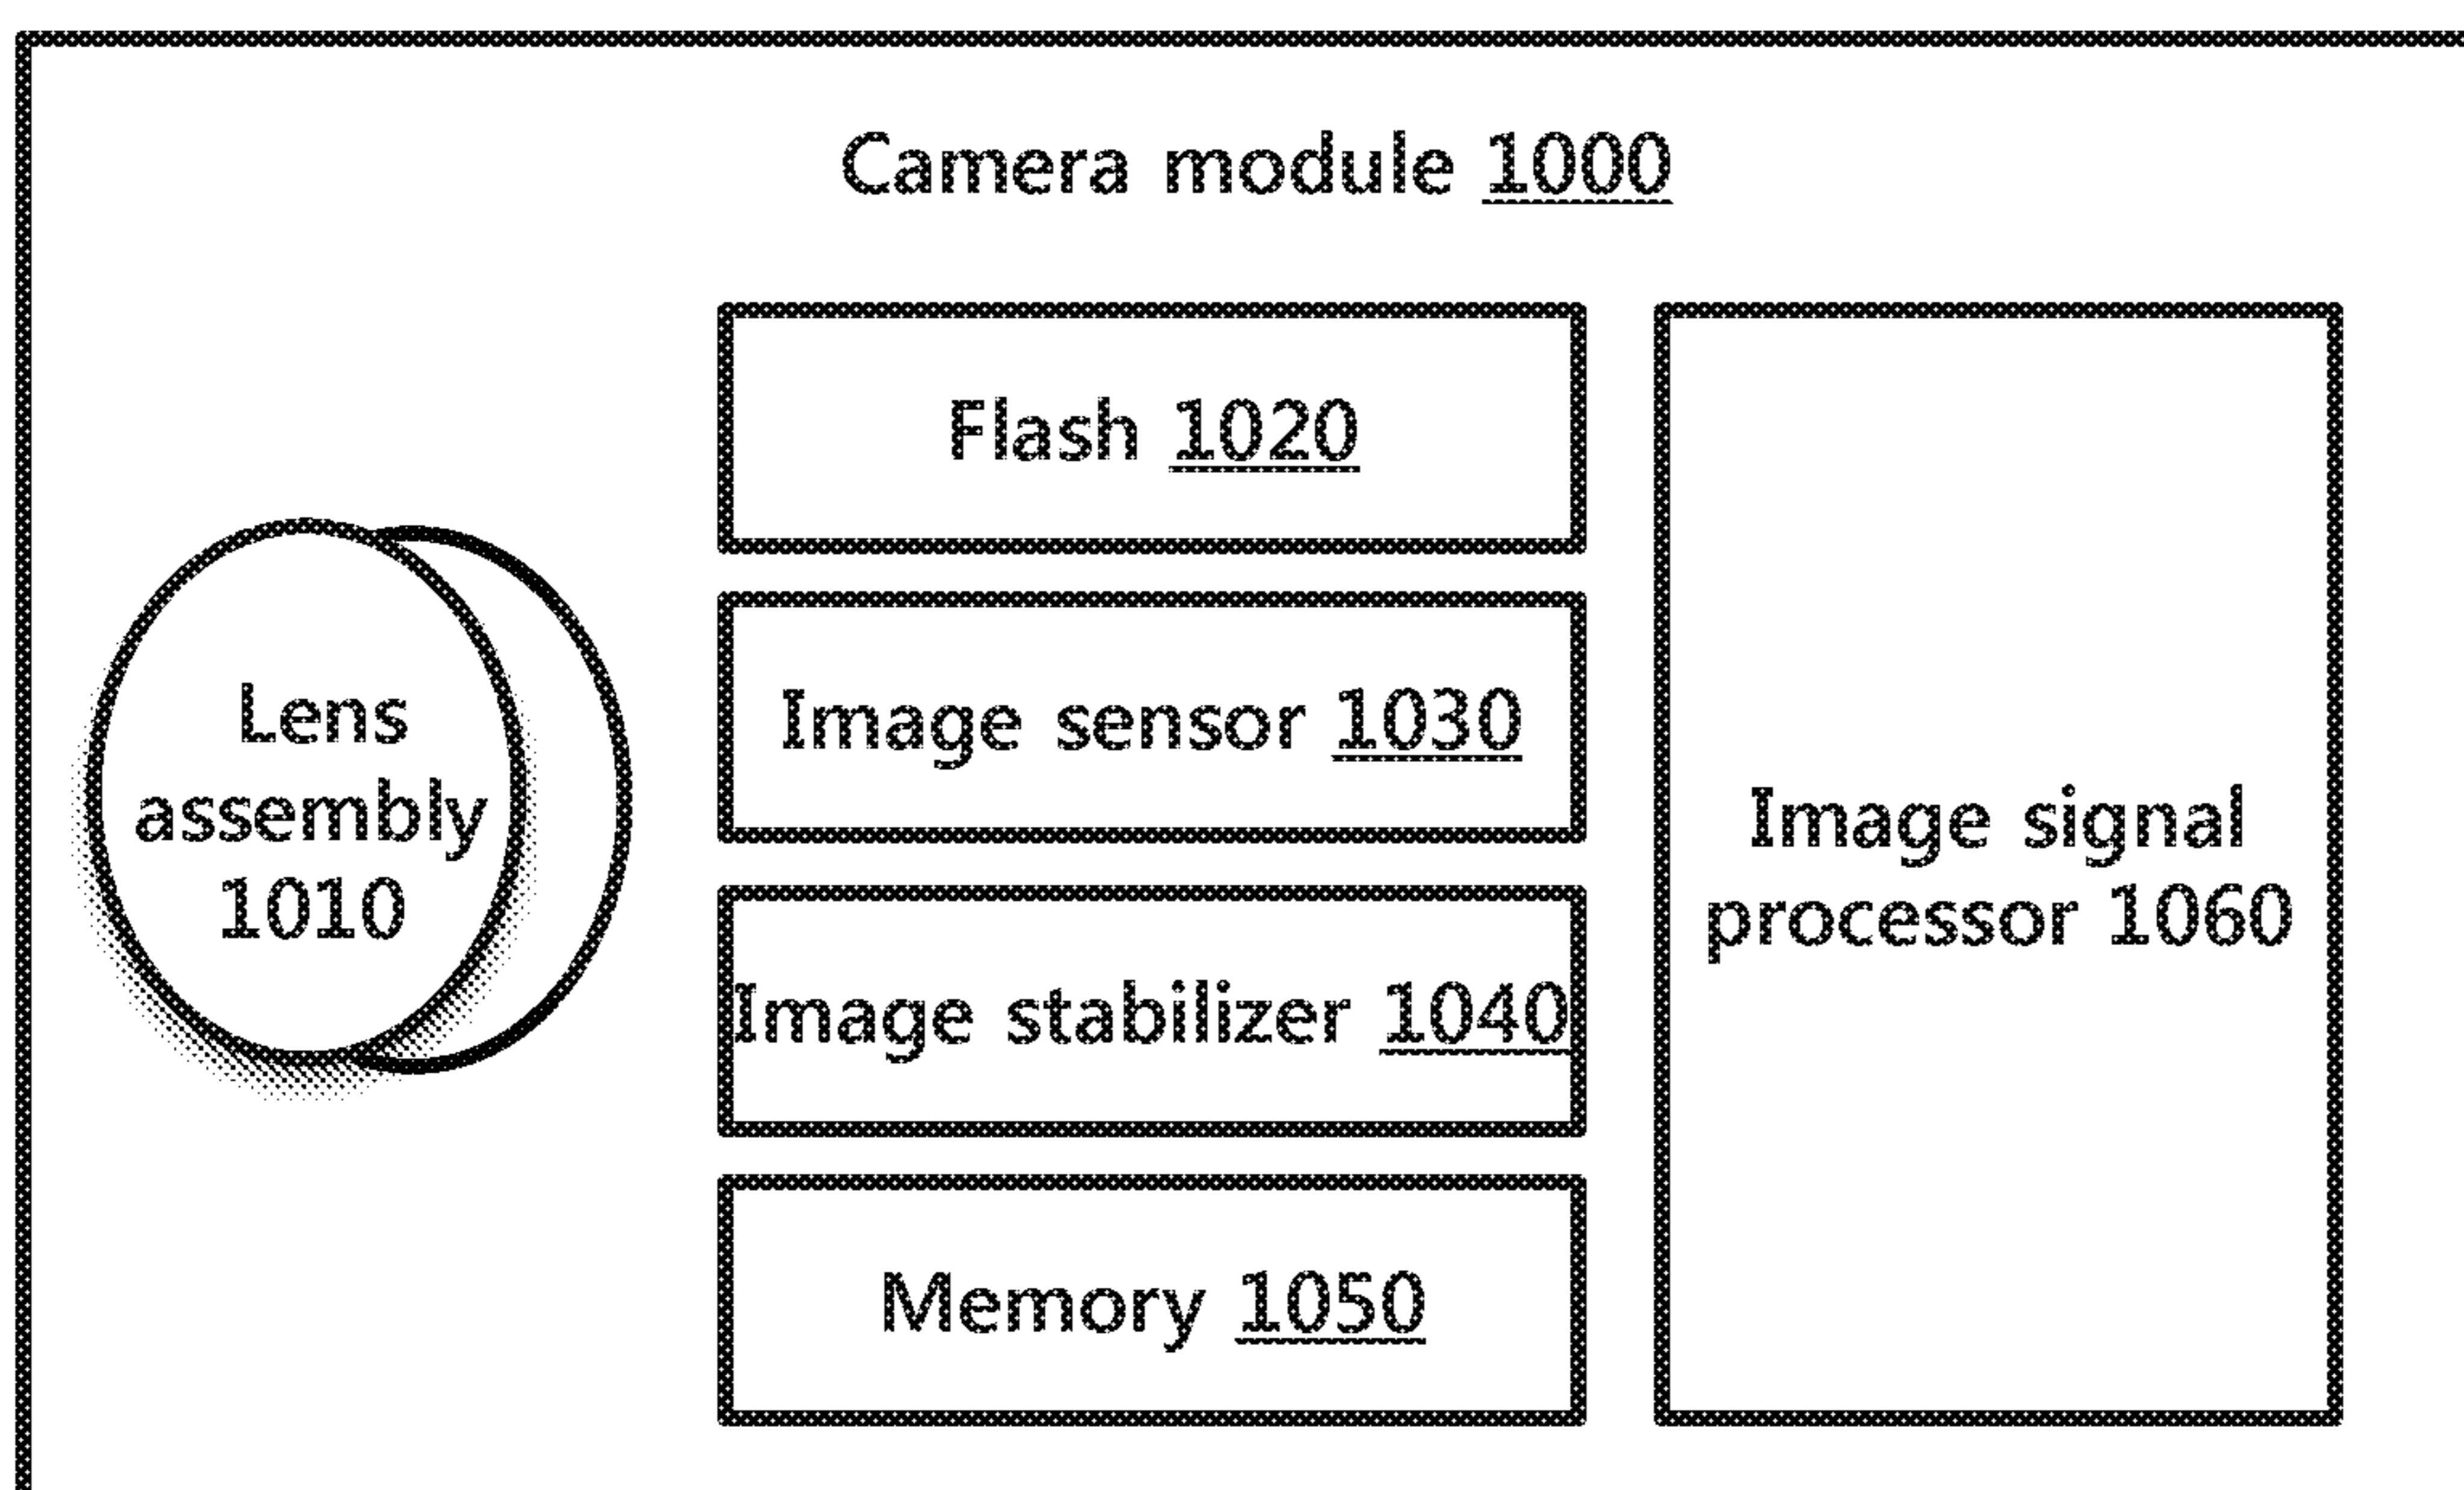 Camera module 1000
Lens
assembly
1010
Flash 1020
Image sensor 1030
Image stabilizer 1040
Memory 1050
Image signal
processor 1060